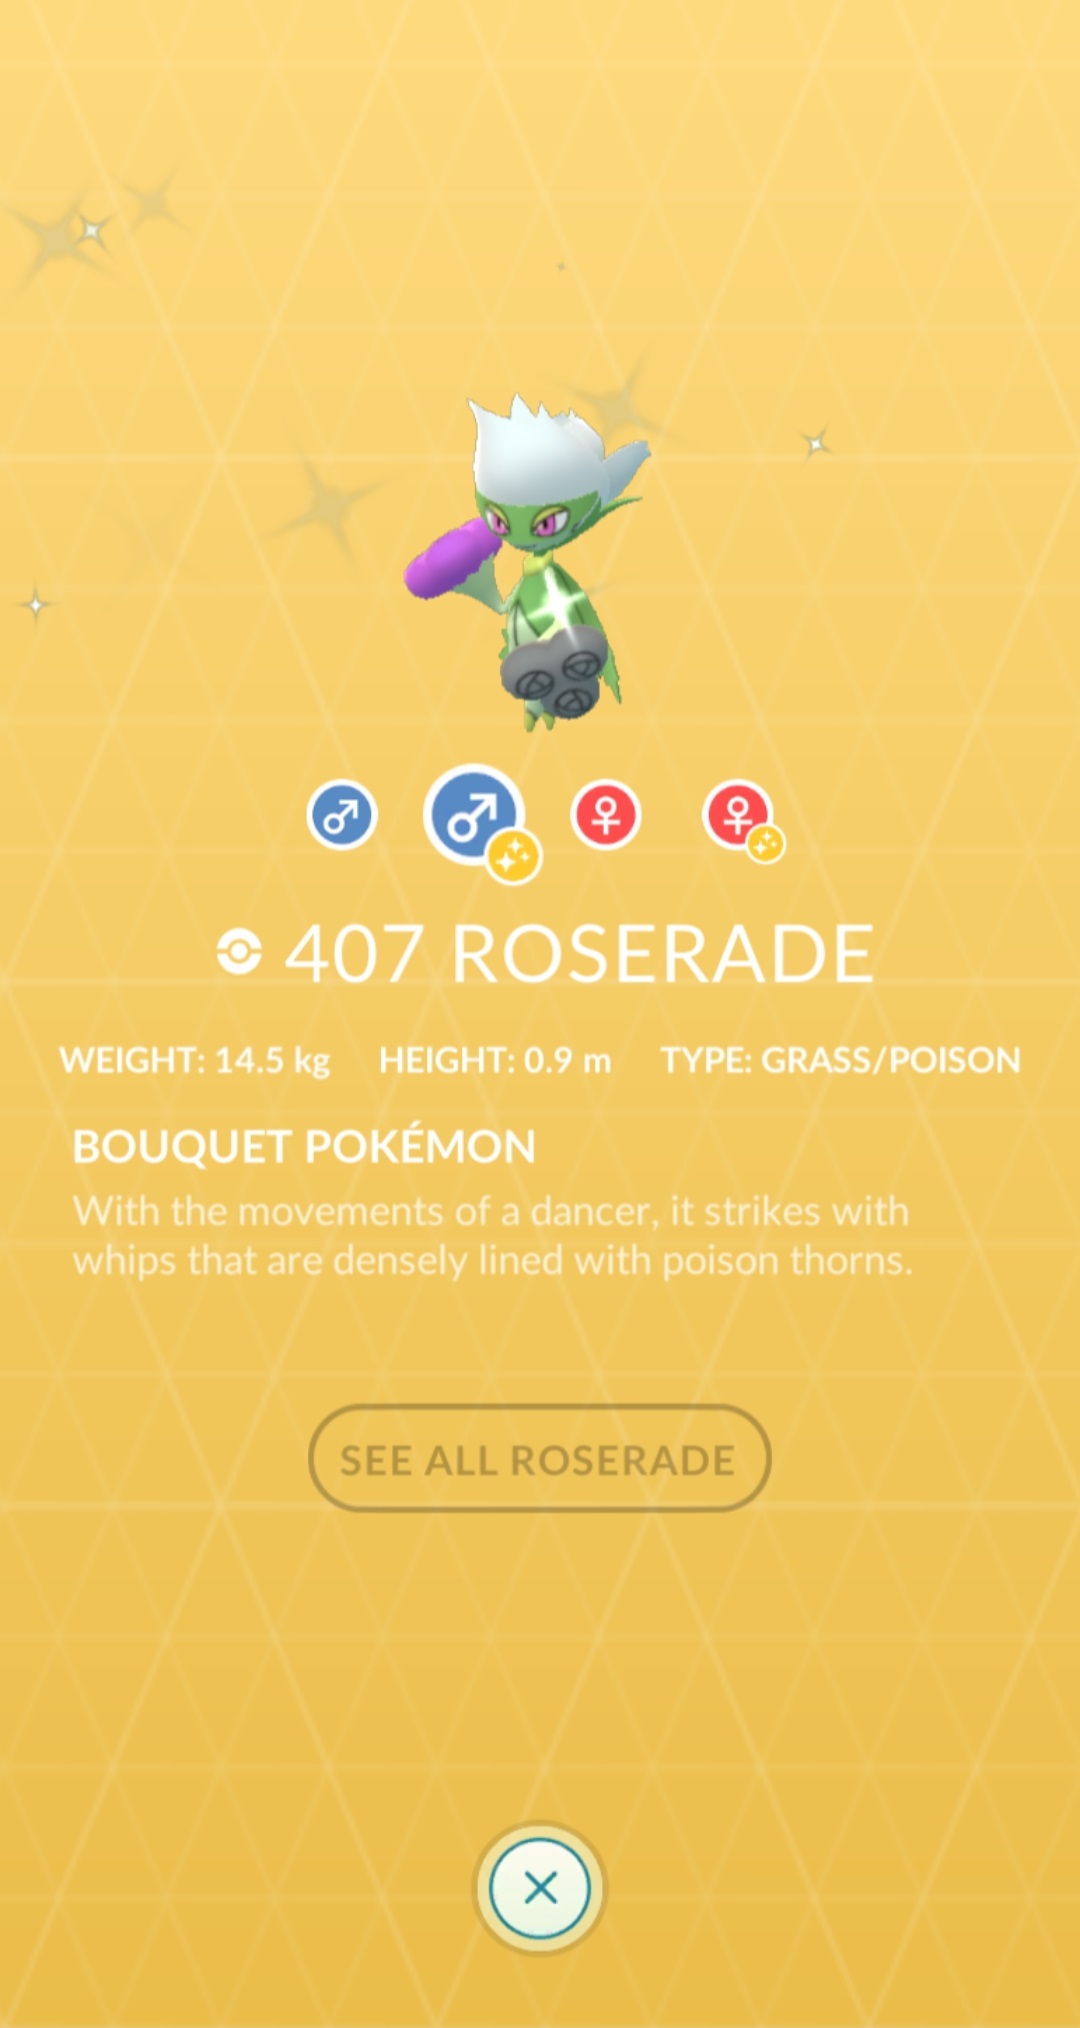 407 ROSERADE
WEIGHT: 14.5 kg HEIGHT: 0.9 m TYPE: GRASS/POISON
BOUQUET POKÉMON
With the movements of a dancer, it strikes with
whips that are densely lined with poison thorns.
SEE ALL ROSERADE